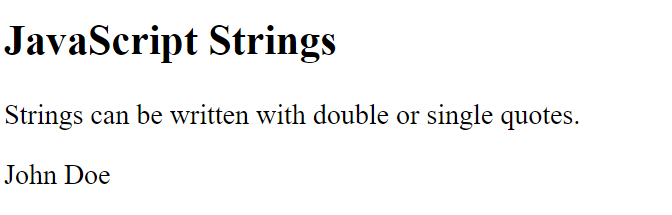 JavaScript Strings
Strings can be written with double or single quotes.
John Doe